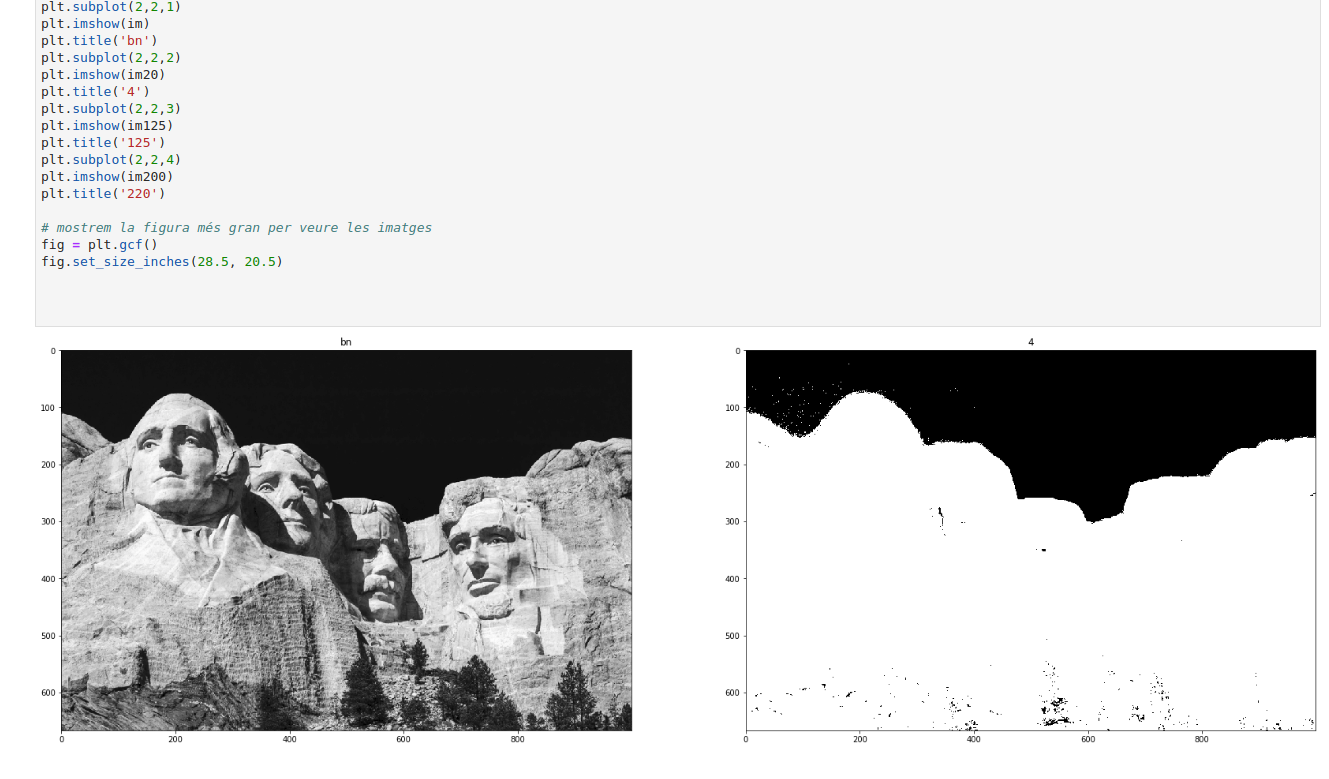 plt.subplot(2,2,1)
plt.imshow(im)
plt.title('bn')
plt.subplot(2,2,2)
plt.imshow(im20)
plt.title('4')
plt.subplot(2,2,3)
plt.imshow(im125)
plt.title('125')
plt.subplot(2,2,4)
plt.imshow(im200)
plt.title('220')
# mostrem la figura més gran per veure les imatges
fig = plt.gcf()
fig.set_size_inches(28.5, 20.5)
bn
0
100
200
300
400
500
600
0 200 400 600 800
4
0
100
200
300
400
500
600
0 200 400 600 800